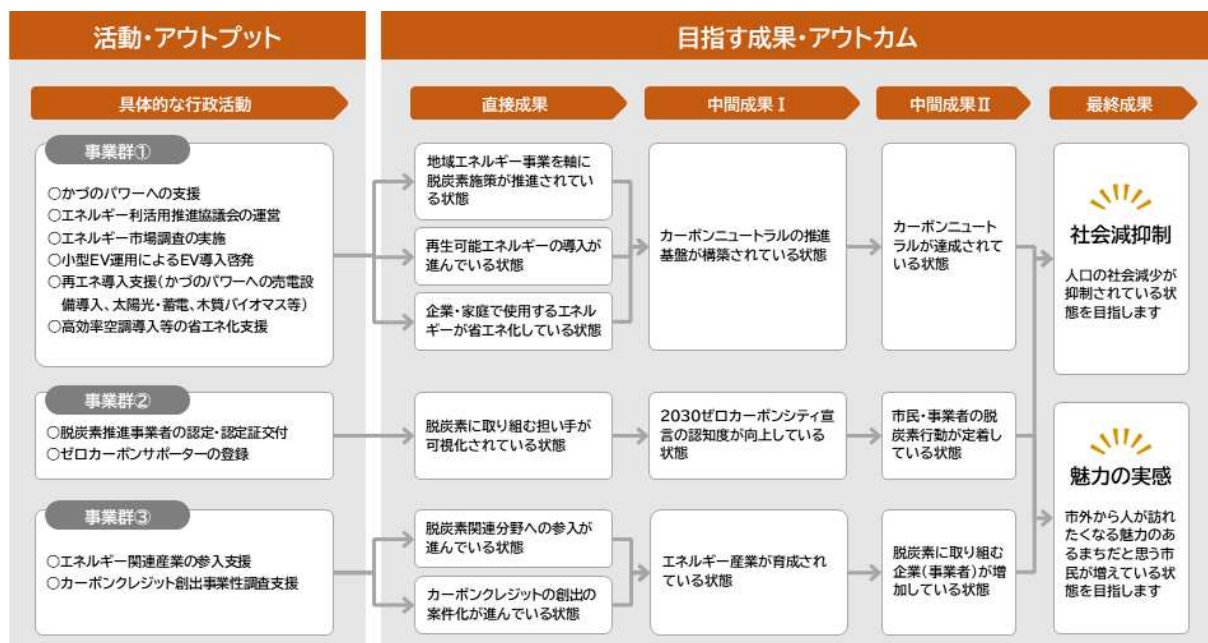 活動・アウトプット
目指す成果・アウトカム
具体的な行政活動
直接成果
中間成果Ⅰ
中間成果Ⅱ
最終成果
事業群①
○かづのパワーへの支援
○エネルギー利活用推進協議会の運営
○エネルギー市場調査の実施
○小型EV運用によるEV導入啓発
○再エネ導入支援(かづのパワーへの売電設
備導入、太陽光・蓄電、木質バイオマス等)
○高効率空調導入等の省エネ化支援
地域エネルギー事業を軸に
脱炭素施策が推進されてい
る状態
再生可能エネルギーの導入が
進んでいる状態
企業・家庭で使用するエネル
ギーが省エネ化している状態
カーボンニュートラルの推進
基盤が構築されている状態
カーボンニュート
ラルが達成されて
いる状態
社会減抑制
人口の社会減少が
抑制されている状
態を目指します
事業群②
○脱炭素推進事業者の認定・認定証交付
○ゼロカーボンサポーターの登録
脱炭素に取り組む担い手が
可視化されている状態
2030ゼロカーボンシティ宣
言の認知度が向上している
状態
市民・事業者の脱
炭素行動が定着し
ている状態
魅力の実感
市外から人が訪れ
たくなる魅力のあ
るまちだと思う市
民が増えている状
態を目指します
事業群③
○エネルギー関連産業の参入支援
○カーボンクレジット創出事業性調査支援
脱炭素関連分野への参入が
進んでいる状態
カーボンクレジットの創出の
案件化が進んでいる状態
エネルギー産業が育成され
ている状態
脱炭素に取り組む
企業(事業者)が増
加している状態